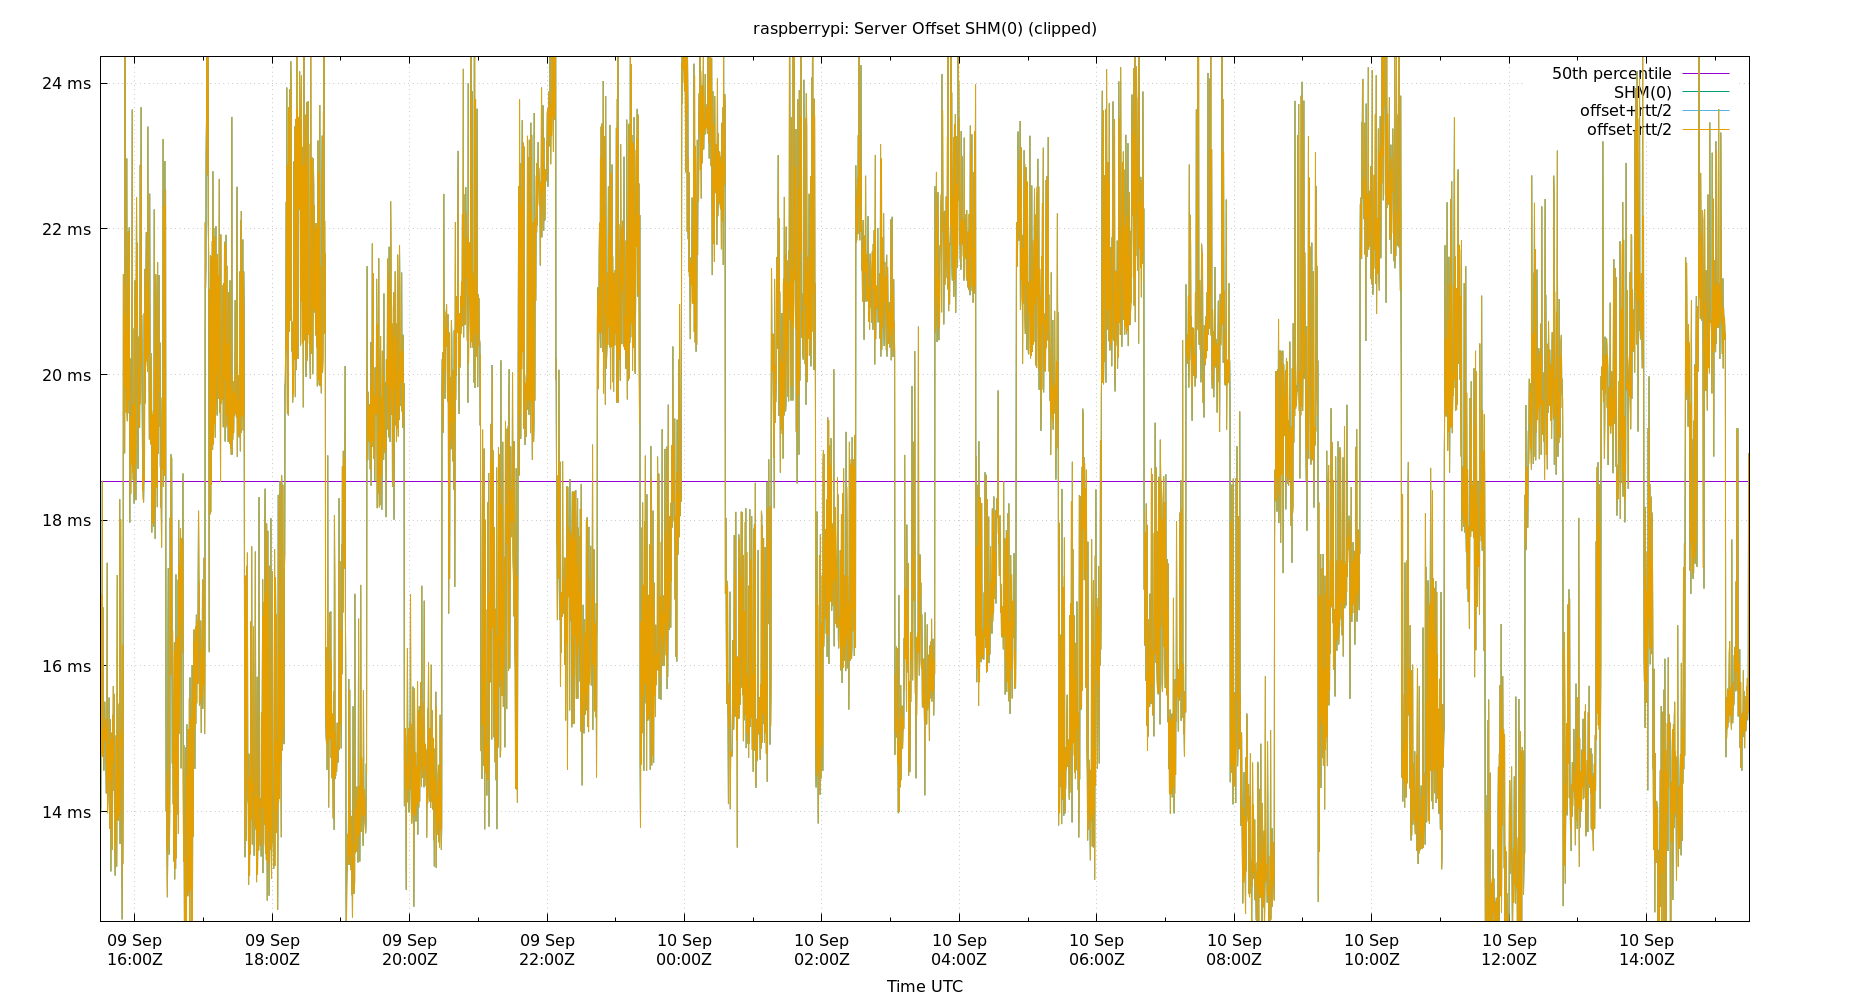 raspberrypi: Server Offset SHM(0) (clipped)
50th percentile
SHM(0)
offset+rtt/2
offset-rtt/2
24 ms
22 ms
20 ms
18 ms
16 ms
14 ms
09 Sep 09 Sep 09 Sep 09 Sep 10 Sep 10 Sep 10 Sep 10 Sep 10 Sep 10 Sep 10 Sep 10 Sep
16:00Z 18:00Z 20:00Z 22:00Z 00:00Z 02:00Z 04:00Z 06:00Z 08:00Z 10:00Z 12:00Z 14:00Z
Time UTC